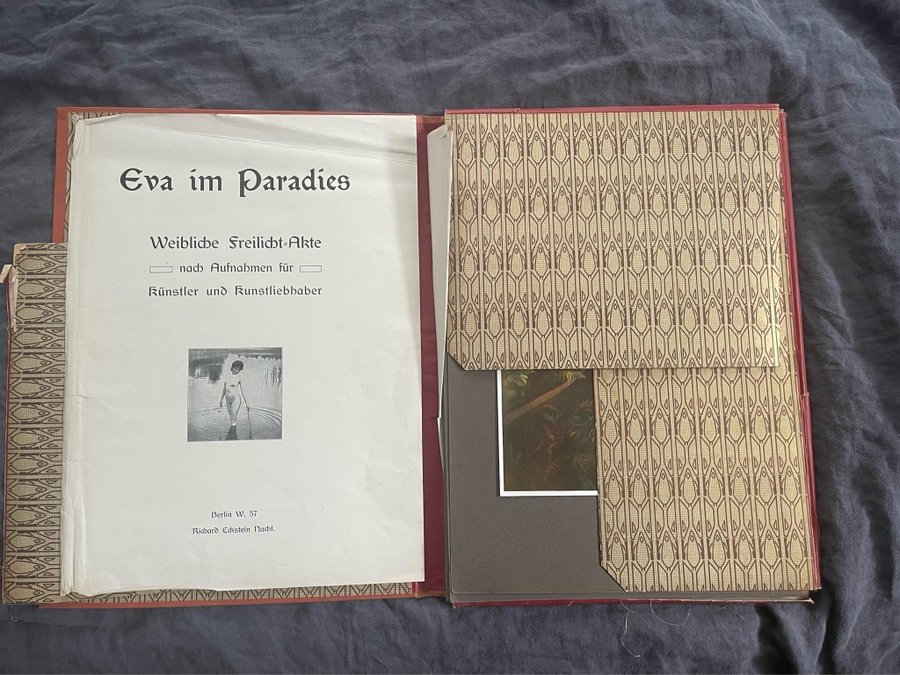 Eva im Paradies
Weibliche Freilicht-Akte
nach Aufnahmen für
Künstler und Kunstliebhaber
Berlin W. 57
Richard Eckstein Nachf.